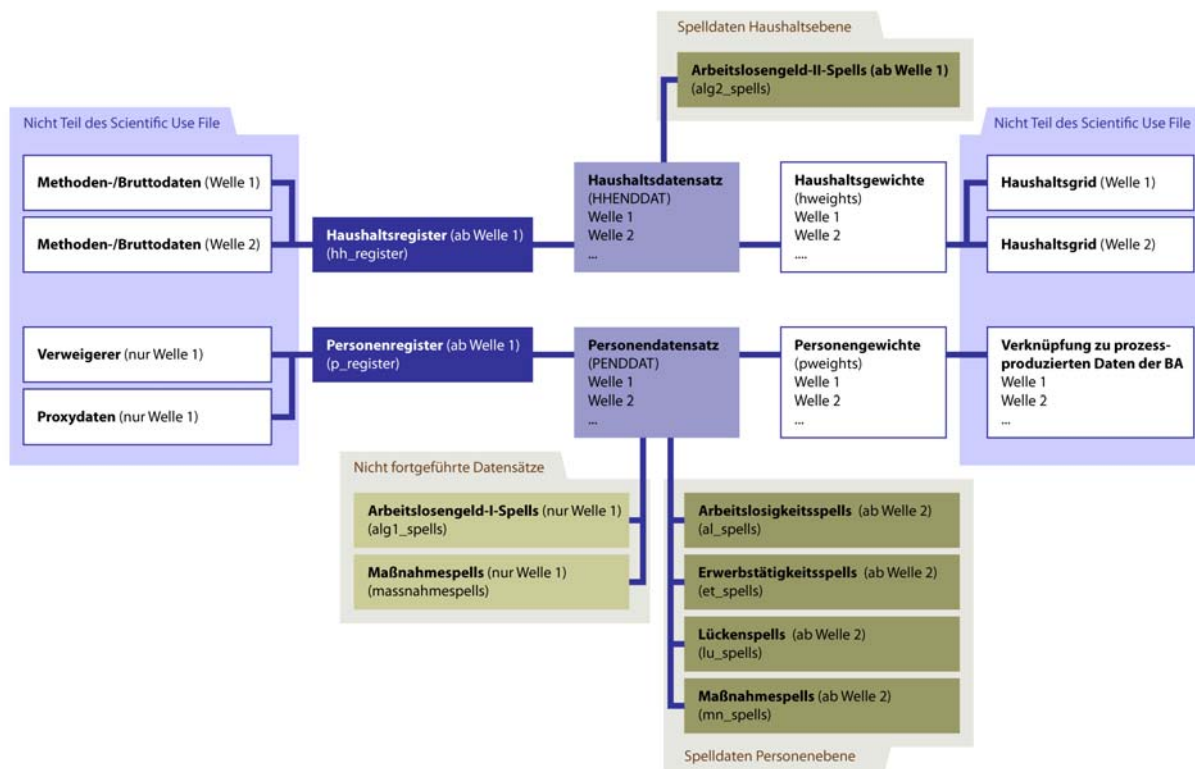 Spelldaten Haushaltsebene
Arbeitslosengeld-II-Spells (ab Welle 1)
(alg2_spells)
Nicht Teil des Scientific Use File
Methoden-/Bruttodaten (Welle 1)
Methoden-/Bruttodaten (Welle 2)
Haushaltsregister (ab Welle 1)
(hh_register)
Haushaltsdatensatz
(HHENDDAT)
Welle 1
Welle 2
...
Haushaltsgewichte
(hweights)
Welle 1
Welle 2
....
Nicht Teil des Scientific Use File
Haushaltsgrid (Welle 1)
Haushaltsgrid (Welle 2)
Verweigerer (nur Welle 1)
Proxydaten (nur Welle 1)
Personenregister (ab Welle 1)
(p_register)
Personendatensatz
(PENDDAT)
Welle 1
Welle 2
...
Personengewichte
(pweights)
Welle 1
Welle 2
...
Verknüpfung zu prozess-
produzierten Daten der BA
Welle 1
Welle 2
...
Nicht fortgeführte Datensätze
Arbeitslosengeld-I-Spells (nur Welle 1)
(alg1_spells)
Maßnahmespells (nur Welle 1)
(massnahmespells)
Arbeitslosigkeitsspells (ab Welle 2)
(al_spells)
Erwerbstätigkeitsspells (ab Welle 2)
(et_spells)
Lückenspells (ab Welle 2)
(lu_spells)
Maßnahmespells (ab Welle 2)
(mn_spells)
Spelldaten Personenebene